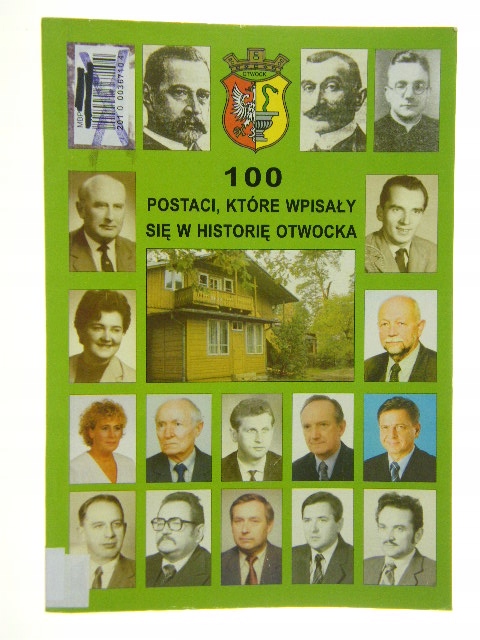 OTWOCK
100
POSTACI, KTÓRE WPISAŁY
SIĘ W HISTORIĘ OTWOCKA